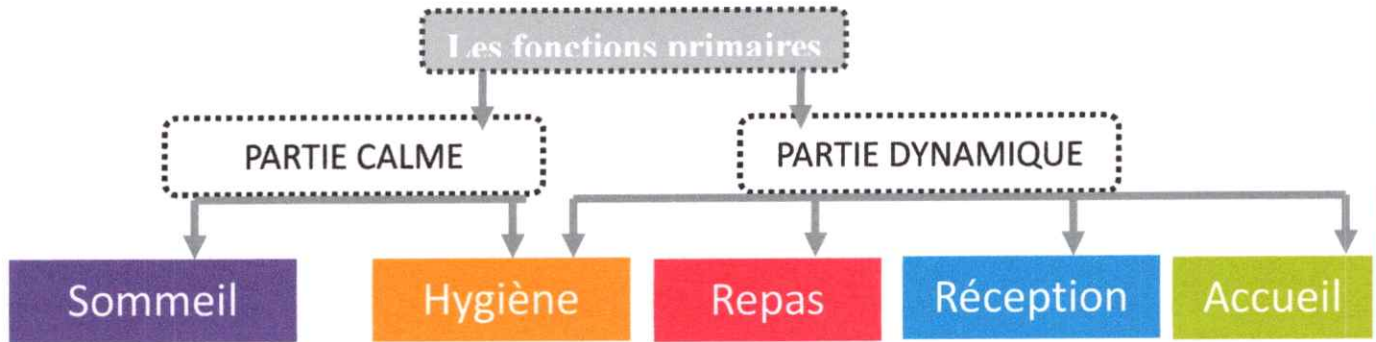 Les fonctions primaires
PARTIE CALME
PARTIE DYNAMIQUE
Sommeil
Hygiène
Repas
Réception
Accueil